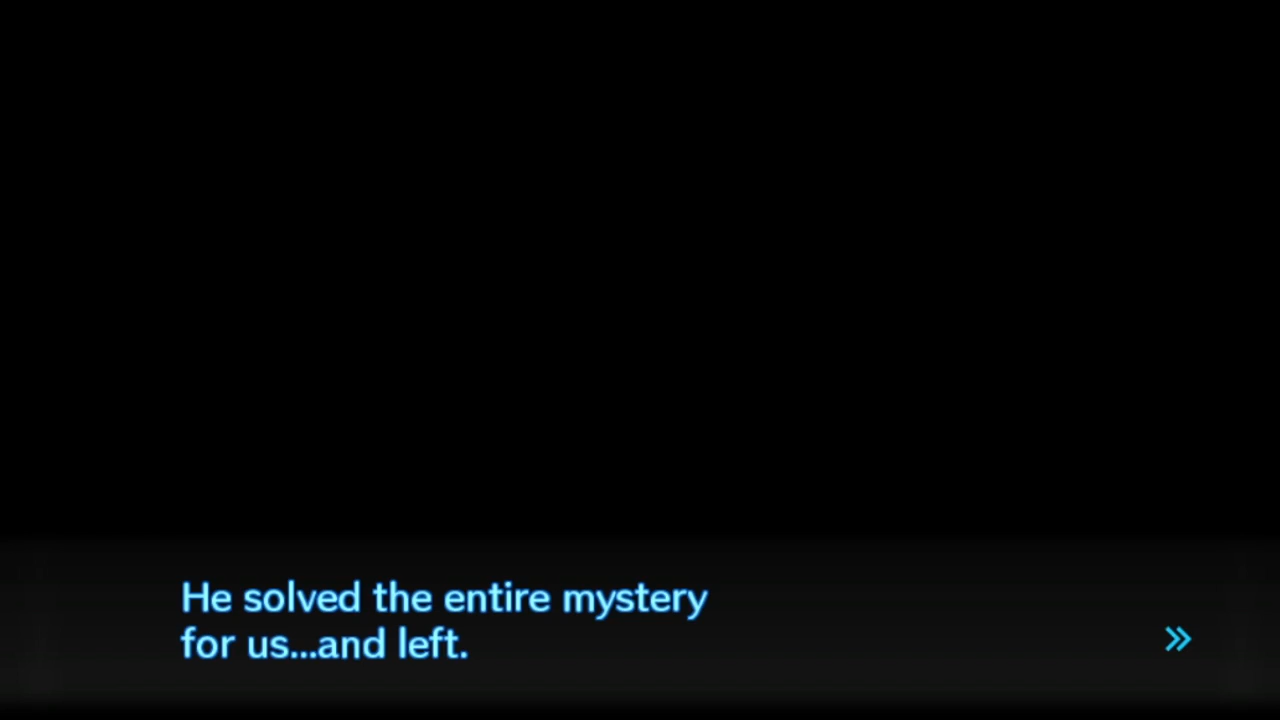 He solved the entire mystery
for us...and left.